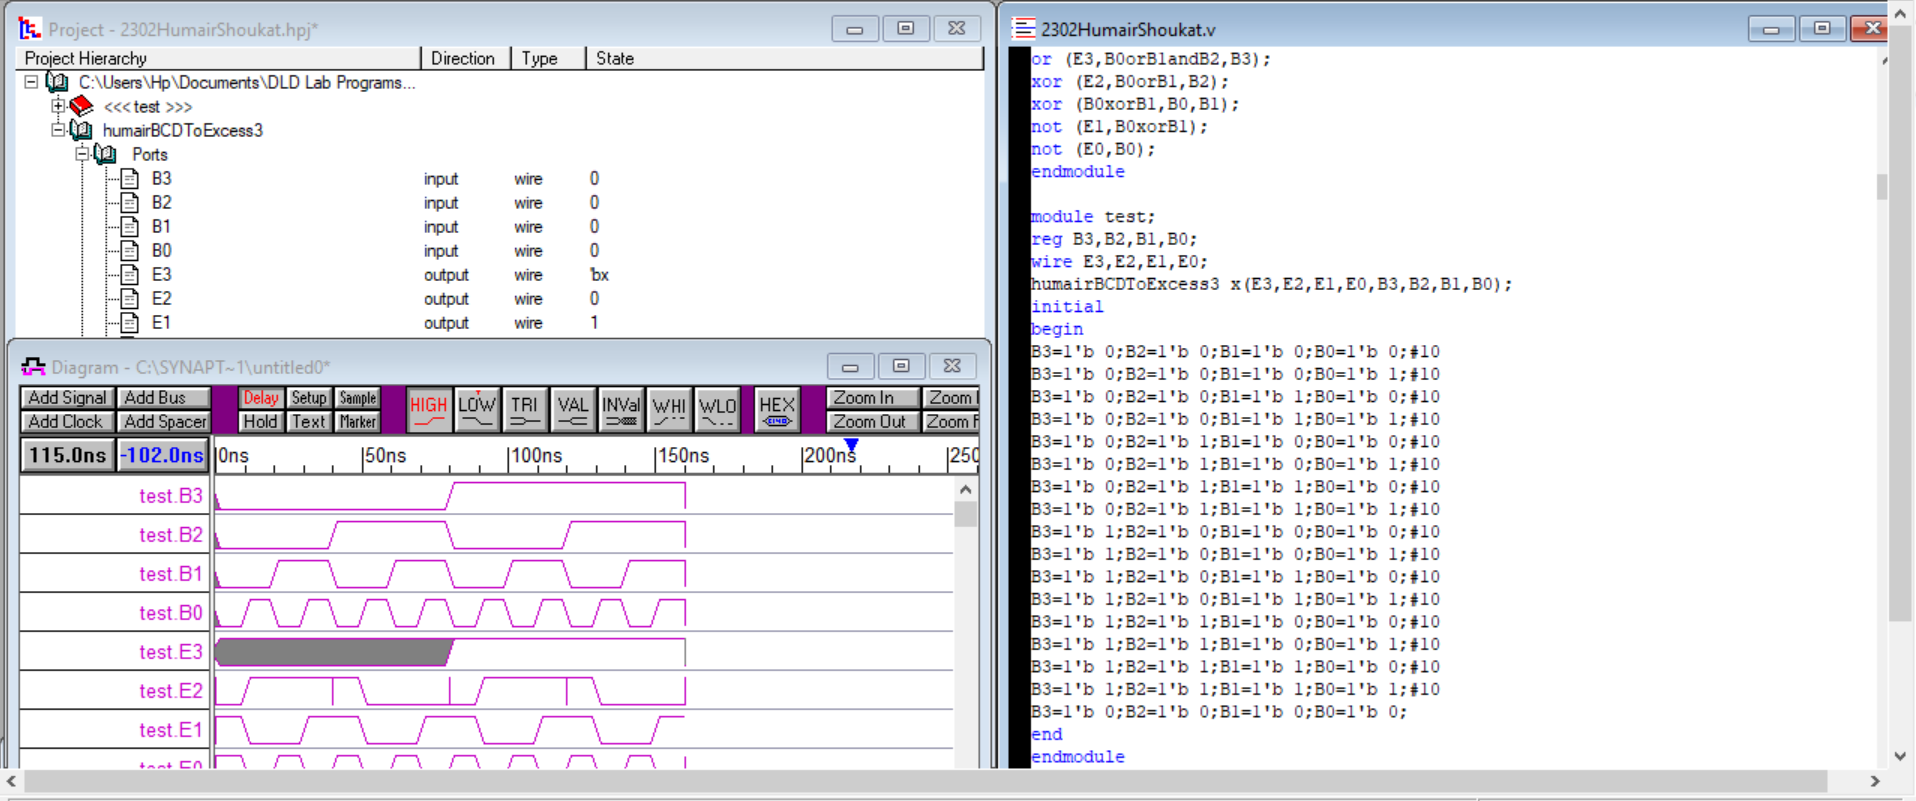 Project - 2302HumairShoukat.hpj*
Project Hierarchy Direction Type State
C:\Users\Hp\Documents\DLD Lab Programs...
<<< test >>>
humairBCDToExcess3
Ports
B3 input wire 0
B2 input wire 0
B1 input wire 0
B0 input wire 0
E3 output wire 'bx
E2 output wire 0
E1 output wire 1
Diagram - C:\SYNAPT~1\untitled0*
Add Signal Add Bus Delay Setup Sample HIGH LOW TRI VAL INVal WHI WLO HEX Zoom In Zoom
Add Clock Add Spacer Hold Text Marker Zoom Out Zoom F
115.0ns -102.0ns 0ns 50ns 100ns 150ns 200ns 250
test.B3
test.B2
test.B1
test.B0
test.E3
test.E2
test.E1
test.E0
2302HumairShoukat.v
or (E3,B0orBlandB2,B3);
xor (E2,B0orB1,B2);
xor (B0xorB1,B0,B1);
not (E1,B0xorB1);
not (E0,B0);
endmodule
module test;
reg B3,B2,B1,B0;
wire E3,E2,E1,E0;
humairBCDToExcess3 x(E3,E2,E1,E0,B3,B2,B1,B0);
initial
begin
B3=1'b 0;B2=1'b 0;B1=1'b 0;B0=1'b 0;#10
B3=1'b 0;B2=1'b 0;B1=1'b 0;B0=1'b 1;#10
B3=1'b 0;B2=1'b 0;B1=1'b 1;B0=1'b 0;#10
B3=1'b 0;B2=1'b 0;B1=1'b 1;B0=1'b 1;#10
B3=1'b 0;B2=1'b 1;B1=1'b 0;B0=1'b 0;#10
B3=1'b 0;B2=1'b 1;B1=1'b 0;B0=1'b 1;#10
B3=1'b 0;B2=1'b 1;B1=1'b 1;B0=1'b 0;#10
B3=1'b 0;B2=1'b 1;B1=1'b 1;B0=1'b 1;#10
B3=1'b 1;B2=1'b 0;B1=1'b 0;B0=1'b 0;#10
B3=1'b 1;B2=1'b 0;B1=1'b 0;B0=1'b 1;#10
B3=1'b 1;B2=1'b 0;B1=1'b 1;B0=1'b 0;#10
B3=1'b 1;B2=1'b 0;B1=1'b 1;B0=1'b 1;#10
B3=1'b 1;B2=1'b 1;B1=1'b 0;B0=1'b 0;#10
B3=1'b 1;B2=1'b 1;B1=1'b 0;B0=1'b 1;#10
B3=1'b 1;B2=1'b 1;B1=1'b 1;B0=1'b 0;#10
B3=1'b 1;B2=1'b 1;B1=1'b 1;B0=1'b 1;#10
B3=1'b 0;B2=1'b 0;B1=1'b 0;B0=1'b 0;
end
endmodule